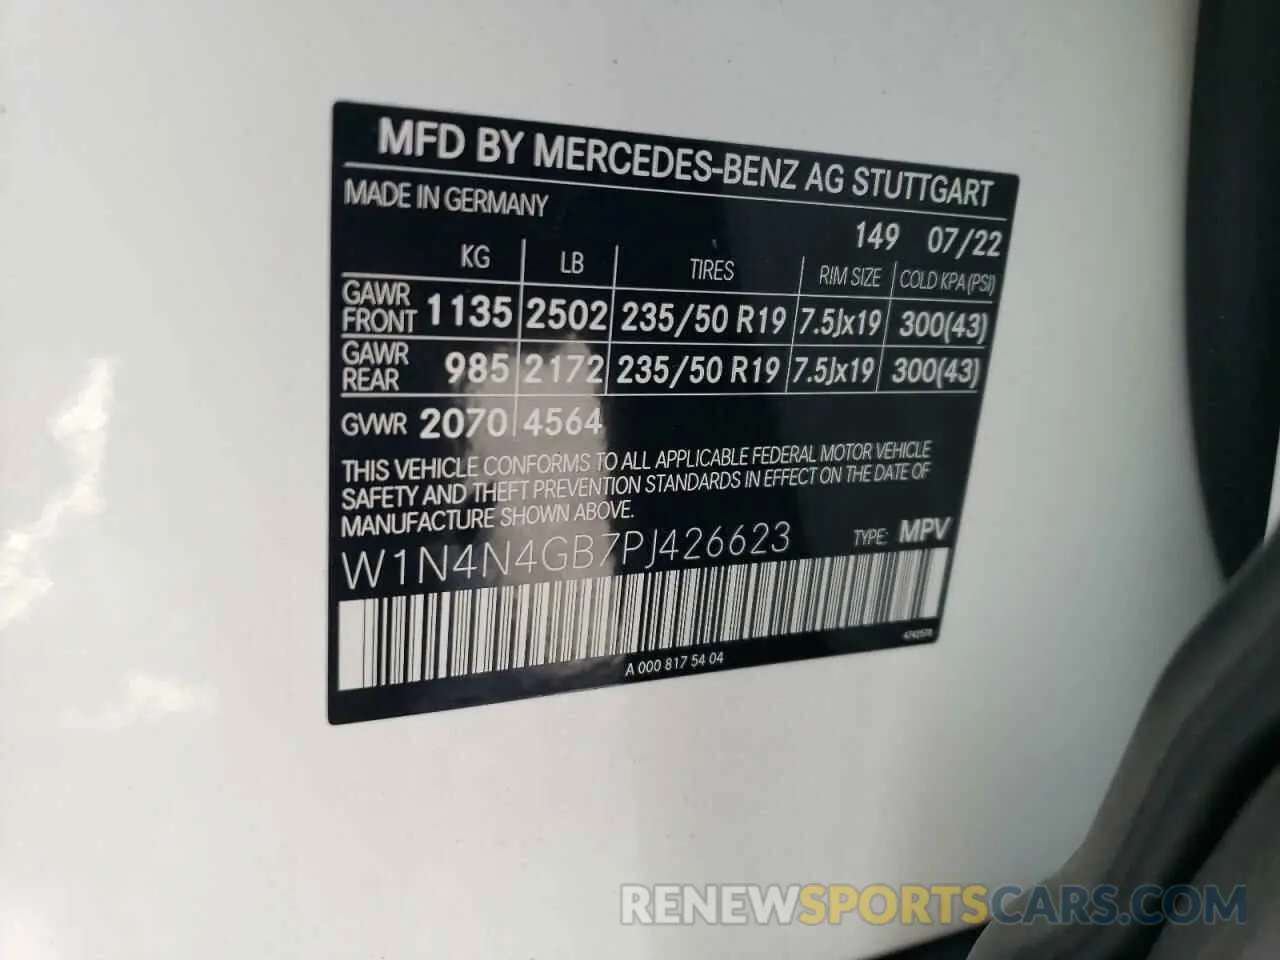 MFD BY MERCEDES-BENZ AG STUTTGART
MADE IN GERMANY
149 07/22
KG LB TIRES RIM SIZE COLD KPA(PSI)
GAWR FRONT 1135 2502 235/50 R19 7.5Jx19 300(43)
GAWR REAR 985 2172 235/50 R19 7.5Jx19 300(43)
GVWR 2070 4564
THIS VEHICLE CONFORMS TO ALL APPLICABLE FEDERAL MOTOR VEHICLE
SAFETY AND THEFT PREVENTION STANDARDS IN EFFECT ON THE DATE OF
MANUFACTURE SHOWN ABOVE.
W1N4N4GB7PJ426623 TYPE: MPV
A 000 817 54 04
RENEWSPORTSCARS.COM